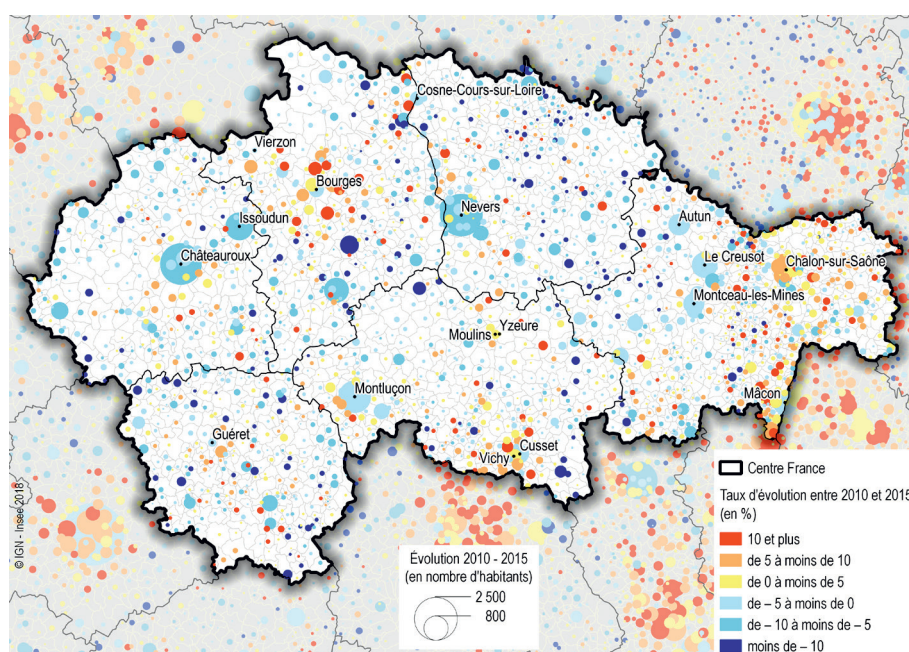 Cosne-Cours-sur-Loire
Vierzon
Bourges
Nevers
Issoudun
Autun
Châteauroux
Le Creusot
Chalon-sur-Saône
Montceau-les-Mines
Moulins
Yzeure
Montluçon
Mâcon
Guéret
Cusset
Vichy
© IGN - Insee 2018
Évolution 2010 - 2015
(en nombre d'habitants)
2 500
800
Centre France
Taux d'évolution entre 2010 et 2015
(en %)
10 et plus
de 5 à moins de 10
de 0 à moins de 5
de – 5 à moins de 0
de – 10 à moins de – 5
moins de – 10